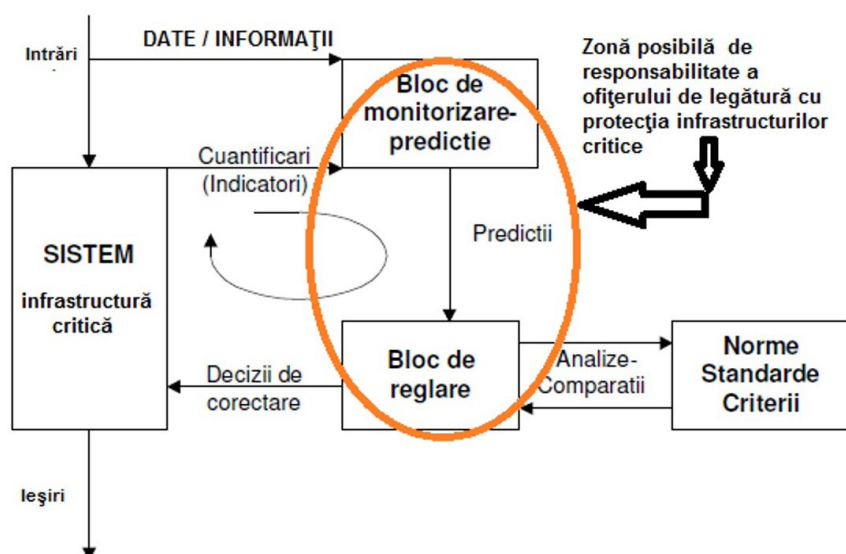 Intrări
DATE / INFORMAŢII
Bloc de
monitorizare-
predictie
Zonă posibilă de
responsabilitate a
ofiţerului de legătură cu
protecţia infrastructurilor
critice
Cuantificari
(Indicatori)
SISTEM
infrastructură
critică
Predictii
Bloc de
reglare
Decizii de
corectare
Analize-
Comparatii
Norme
Standarde
Criterii
Ieşiri